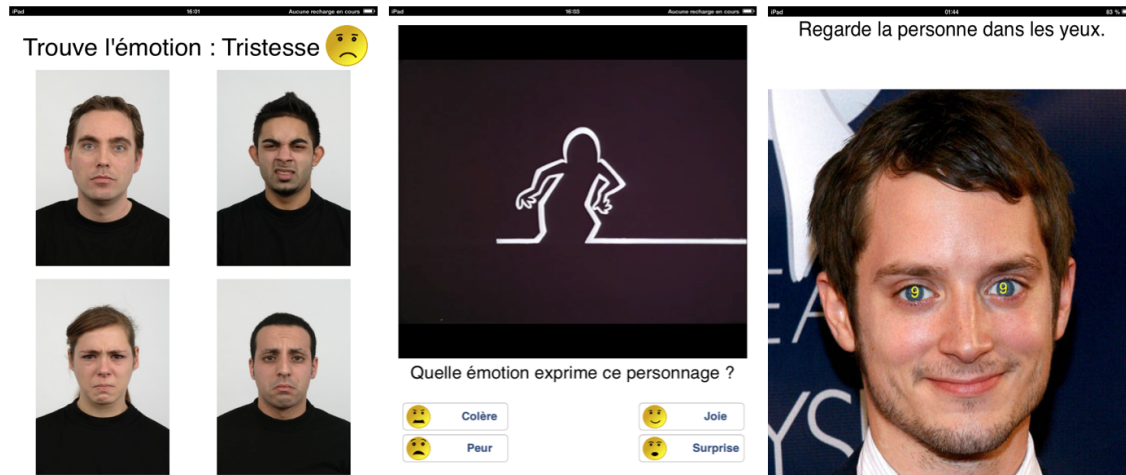 iPad 16:01 Aucune recharge en cours
Trouve l'émotion : Tristesse
iPad 16:03 Aucune recharge en cours
Quelle émotion exprime ce personnage ?
Colère
Joie
Peur
Surprise
iPad 01:44 83 %
Regarde la personne dans les yeux.
9 9